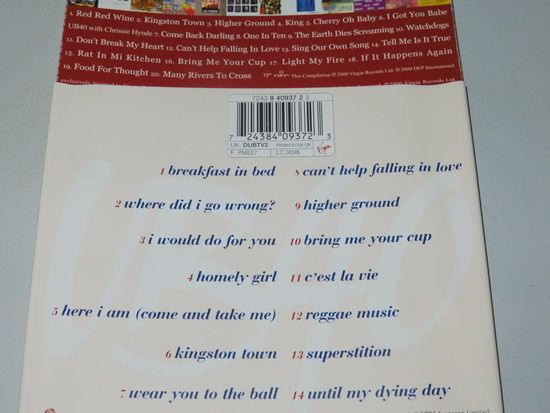 1. Red Red Wine 2. Kingston Town 3. Higher Ground 4. King 5. Cherry Oh Baby 6. I Got You Babe
UB40 with Chrissie Hynde 7. Come Back Darling 8. One In Ten 9. The Earth Dies Screaming 10. Watchdogs
11. Don't Break My Heart 12. Can't Help Falling In Love 13. Sing Our Own Song 14. Tell Me Is It True
15. Rat In Mi Kitchen 16. Bring Me Your Cup 17. Light My Fire 18. If It Happens Again
19. Food For Thought 20. Many Rivers To Cross This Compilation ℗ 2000 Virgin Records Ltd. © 2000 DEP International
7243 8 40937 2 3
7 24384 09372 3
UK: DUBTV2 Printed in the UK
F: PM527 LC 3098 Virgin
1 breakfast in bed
2 where did i go wrong?
3 i would do for you
4 homely girl
5 here i am (come and take me)
6 kingston town
7 wear you to the ball
8 can't help falling in love
9 higher ground
10 bring me your cup
11 c'est la vie
12 reggae music
13 superstition
14 until my dying day
UB40